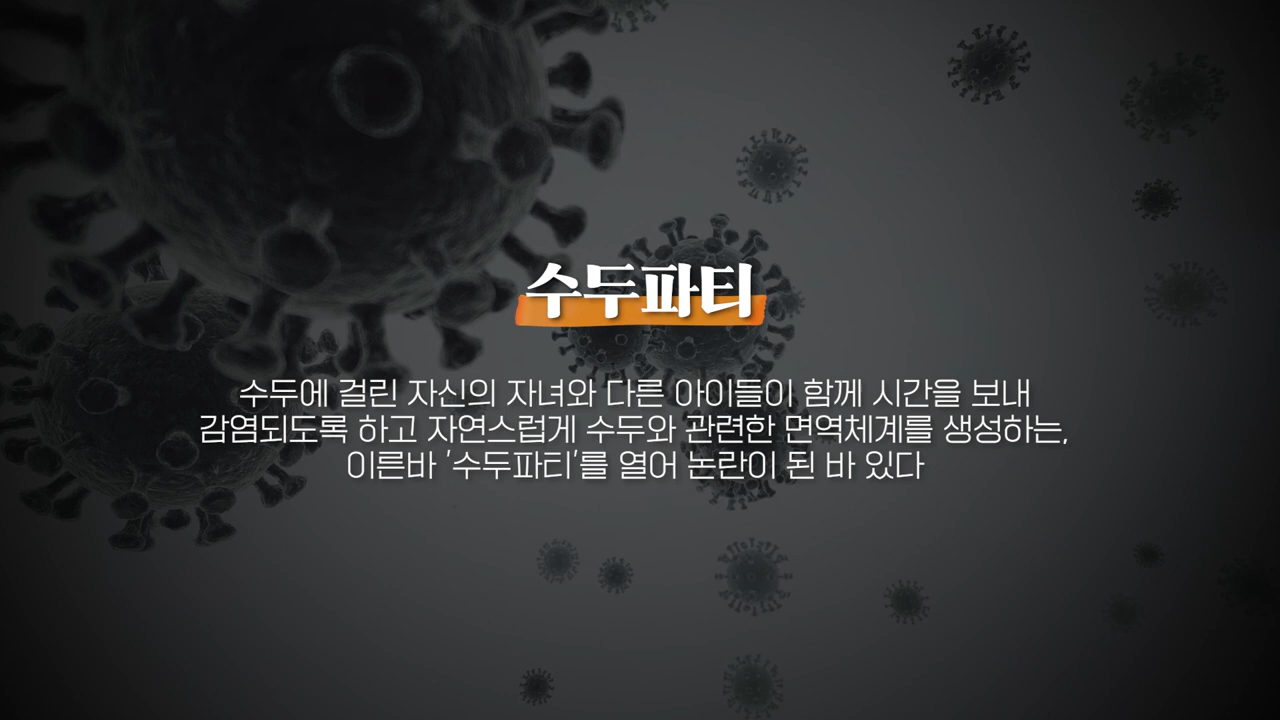 수두파티
수두에 걸린 자신의 자녀와 다른 아이들이 함께 시간을 보내
감염되도록 하고 자연스럽게 수두와 관련한 면역체계를 생성하는,
이른바 '수두파티'를 열어 논란이 된 바 있다